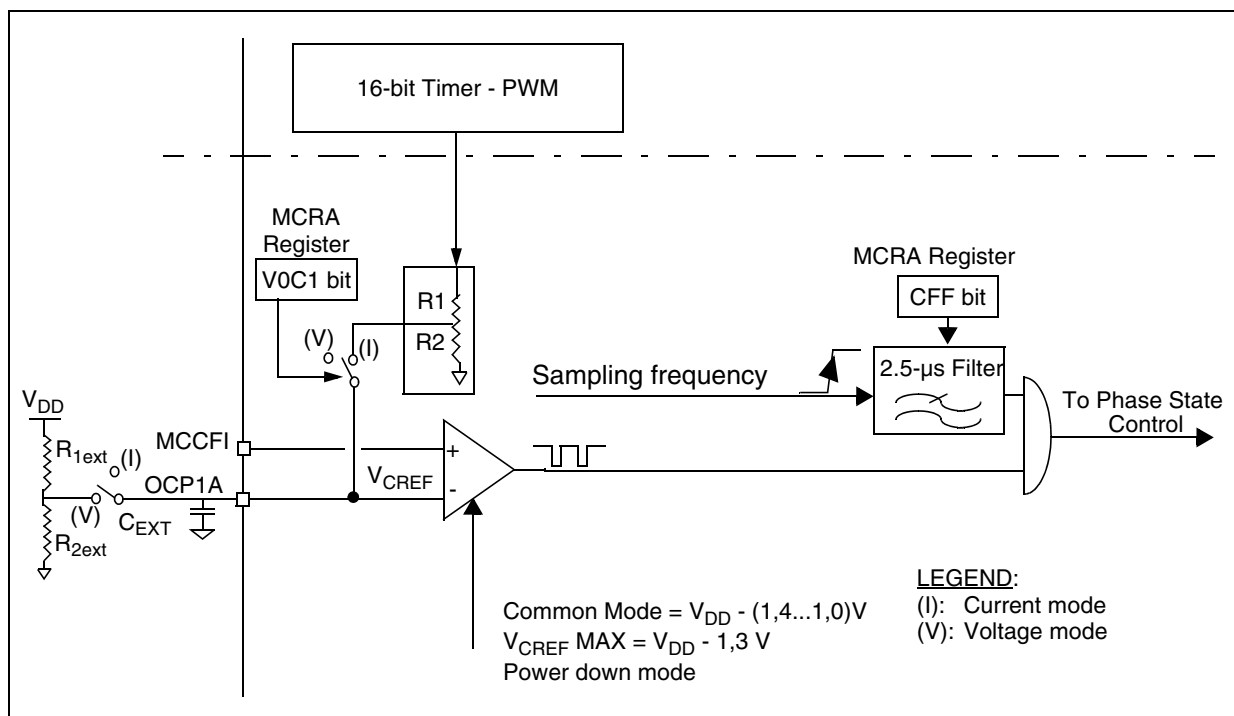 16-bit Timer - PWM
MCRA
Register
V0C1 bit
R1
R2
(V)
(I)
MCRA Register
CFF bit
2.5-µs Filter
Sampling frequency
To Phase State
Control
VDD
R1ext
(I)
(V)
R2ext
CEXT
MCCFI
OCP1A
VCREF
+
-
Common Mode = VDD - (1,4...1,0)V
VCREF MAX = VDD - 1,3 V
Power down mode
LEGEND:
(I): Current mode
(V): Voltage mode